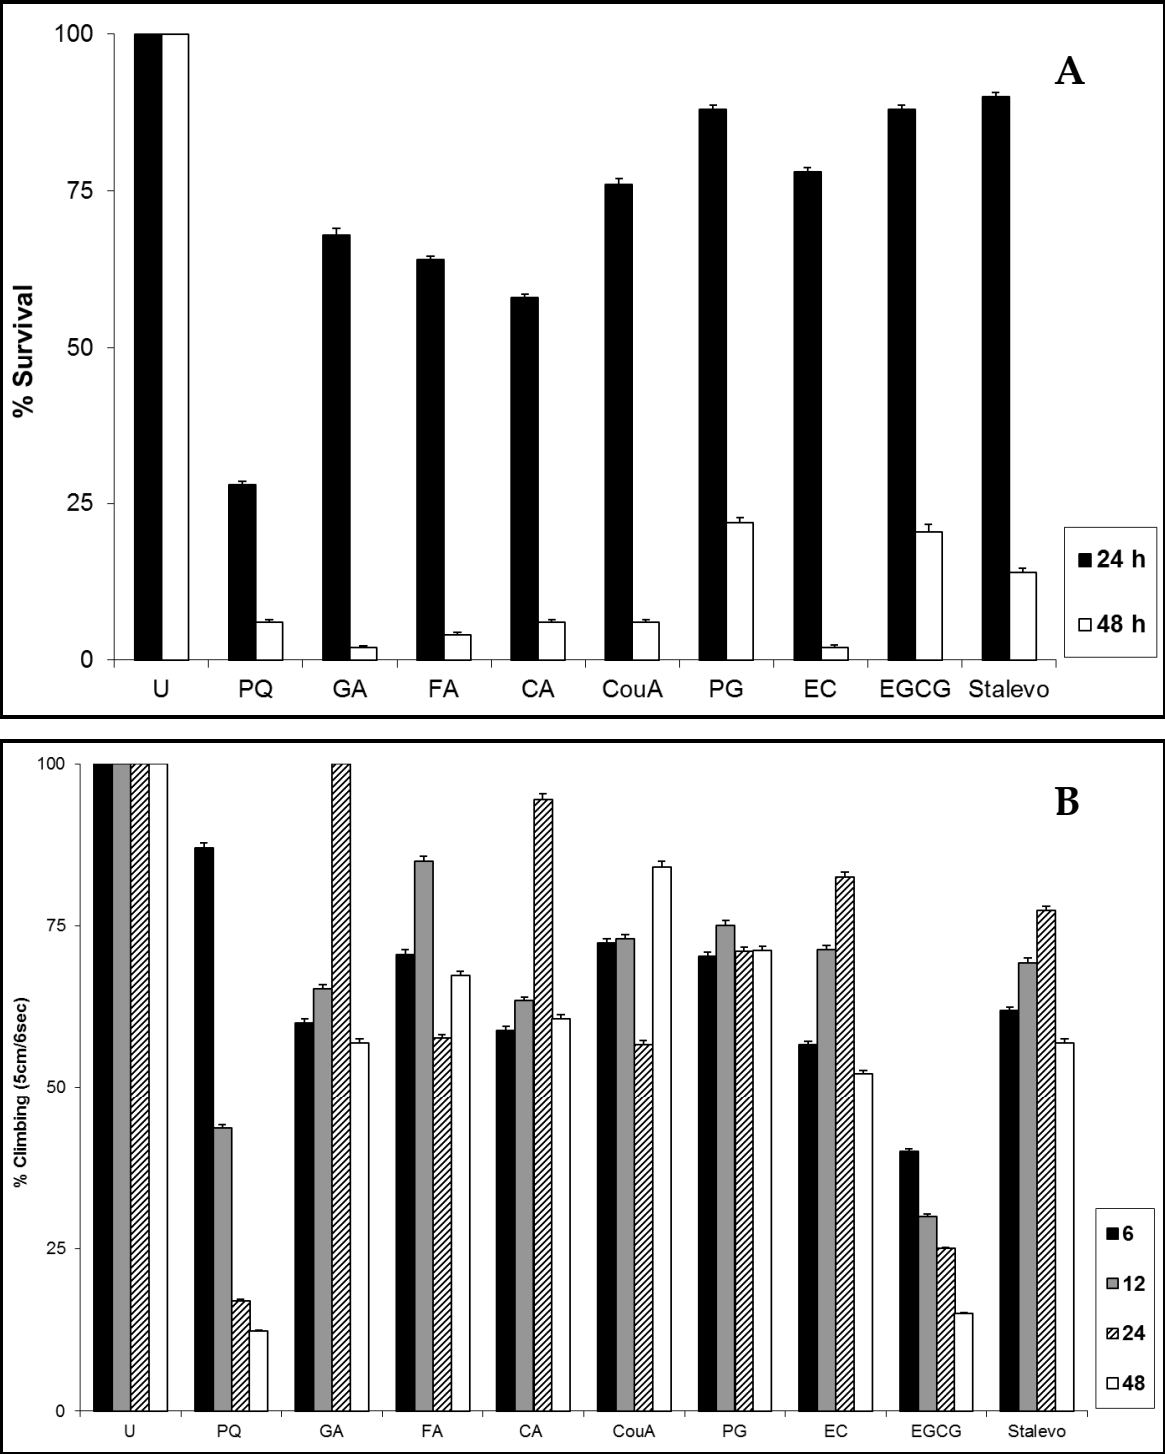 A
100
75
50
25
0
% Survival
U PQ GA FA CA CouA PG EC EGCG Stalevo
24 h
48 h
B
100
75
50
25
0
% Climbing (5cm/6sec)
U PQ GA FA CA CouA PG EC EGCG Stalevo
6
12
24
48